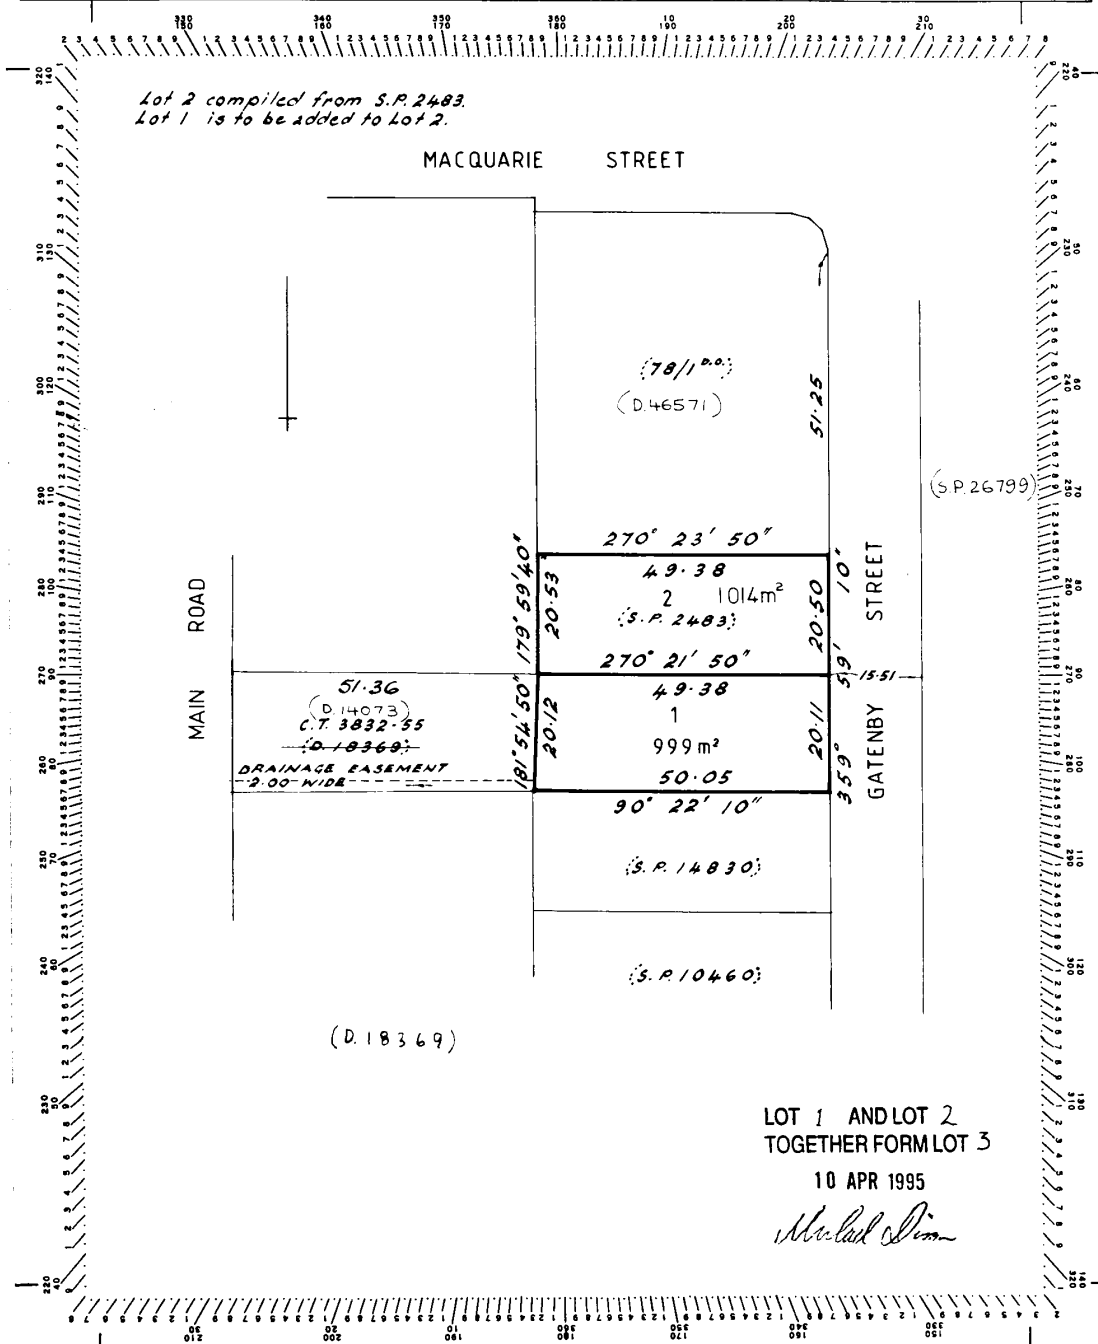 Lot 2 compiled from S.P. 2483.
Lot 1 is to be added to Lot 2.
MACQUARIE STREET
(78/1 D.O.)
(D.46571)
51·25
(S.P. 26799)
270° 23' 50"
49·38
2 1014m²
(S.P. 2483)
179° 59' 40"
20·53
20·50
359° 59' 10"
GATENBY STREET
MAIN ROAD
270° 21' 50"
15·51
51·36
(D.14073)
C.T. 3832·55
(D.18369)
DRAINAGE EASEMENT
2·00 WIDE
181° 54' 50"
20·12
49·38
1
999m²
20·11
50·05
90° 22' 10"
(S.P. 14830)
(S.P. 10460)
(D.18369)
LOT 1 AND LOT 2
TOGETHER FORM LOT 3
10 APR 1995